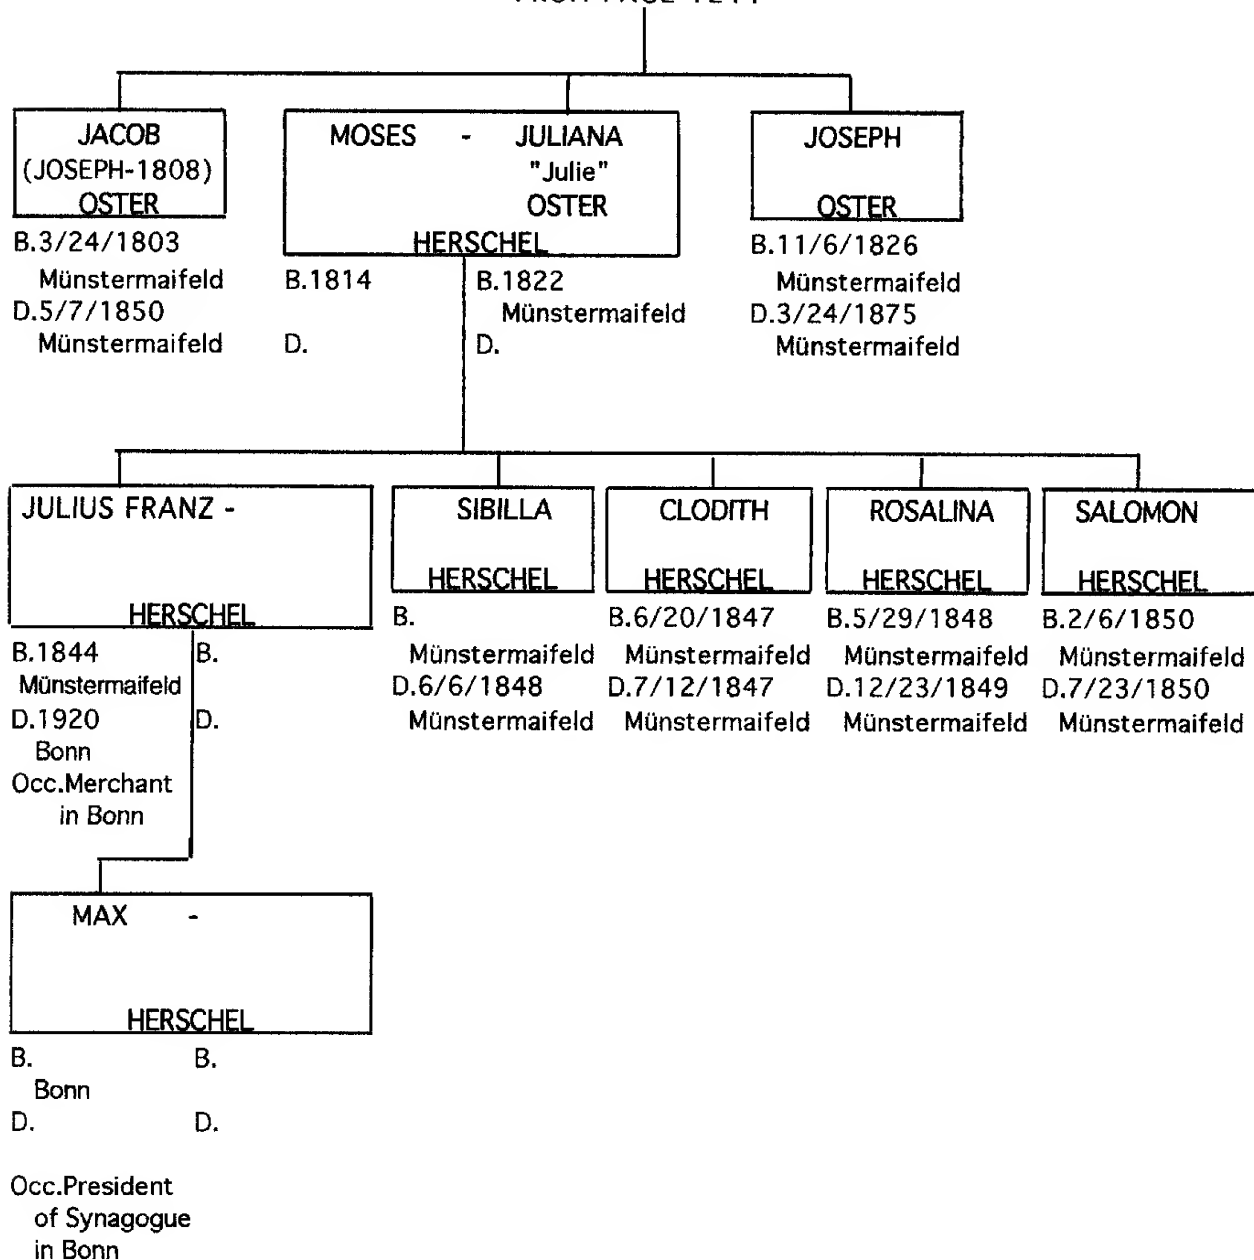 JACOB
(JOSEPH-1808)
OSTER
B.3/24/1803
Münstermaifeld
D.5/7/1850
Münstermaifeld
MOSES - JULIANA
"Julie"
OSTER
HERSCHEL
B.1814 B.1822
Münstermaifeld
D. D.
JOSEPH
OSTER
B.11/6/1826
Münstermaifeld
D.3/24/1875
Münstermaifeld
JULIUS FRANZ -
HERSCHEL
B.1844 B.
Münstermaifeld
D.1920 D.
Bonn
Occ.Merchant
in Bonn
SIBILLA
HERSCHEL
B.
Münstermaifeld
D.6/6/1848
Münstermaifeld
CLODITH
HERSCHEL
B.6/20/1847
Münstermaifeld
D.7/12/1847
Münstermaifeld
ROSALINA
HERSCHEL
B.5/29/1848
Münstermaifeld
D.12/23/1849
Münstermaifeld
SALOMON
HERSCHEL
B.2/6/1850
Münstermaifeld
D.7/23/1850
Münstermaifeld
MAX -
HERSCHEL
B. B.
Bonn
D. D.
Occ.President
of Synagogue
in Bonn